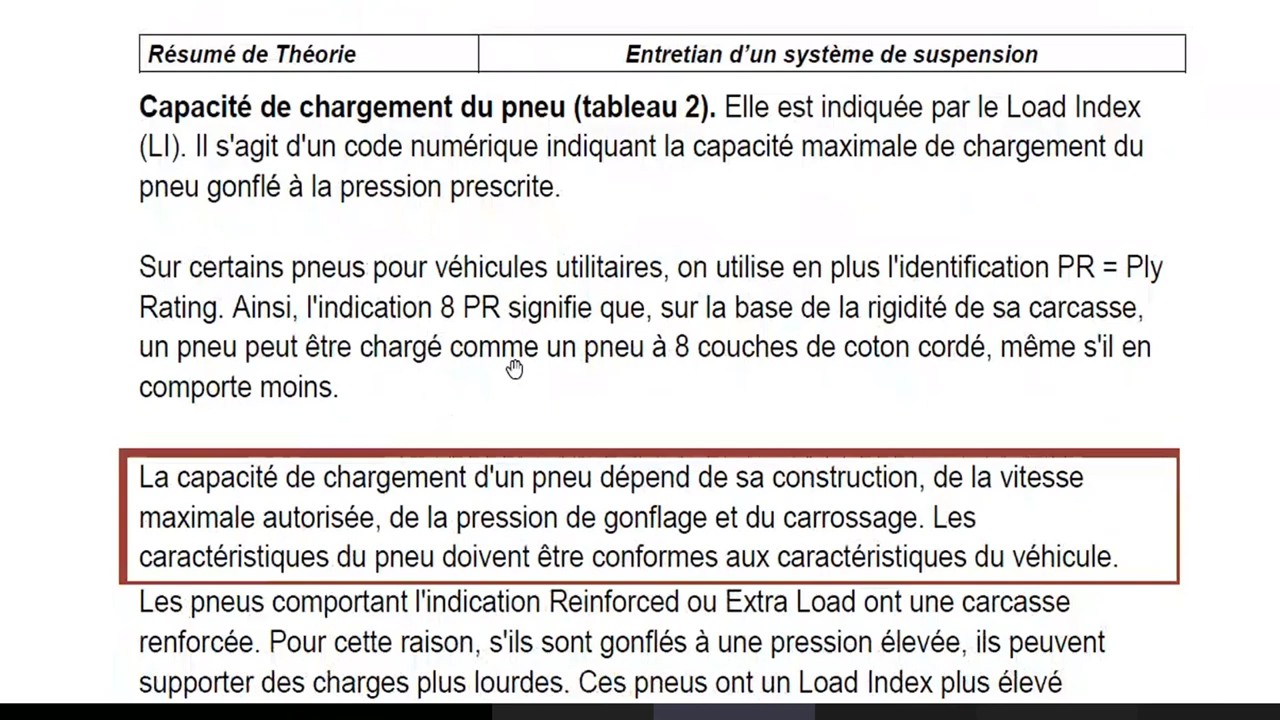 Résumé de Théorie
Entretian d'un système de suspension
Capacité de chargement du pneu (tableau 2). Elle est indiquée par le Load Index
(LI). Il s'agit d'un code numérique indiquant la capacité maximale de chargement du
pneu gonflé à la pression prescrite.
Sur certains pneus pour véhicules utilitaires, on utilise en plus l'identification PR = Ply
Rating. Ainsi, l'indication 8 PR signifie que, sur la base de la rigidité de sa carcasse,
un pneu peut être chargé comme un pneu à 8 couches de coton cordé, même s'il en
comporte moins.
La capacité de chargement d'un pneu dépend de sa construction, de la vitesse
maximale autorisée, de la pression de gonflage et du carrossage. Les
caractéristiques du pneu doivent être conformes aux caractéristiques du véhicule.
Les pneus comportant l'indication Reinforced ou Extra Load ont une carcasse
renforcée. Pour cette raison, s'ils sont gonflés à une pression élevée, ils peuvent
supporter des charges plus lourdes. Ces pneus ont un Load Index plus élevé